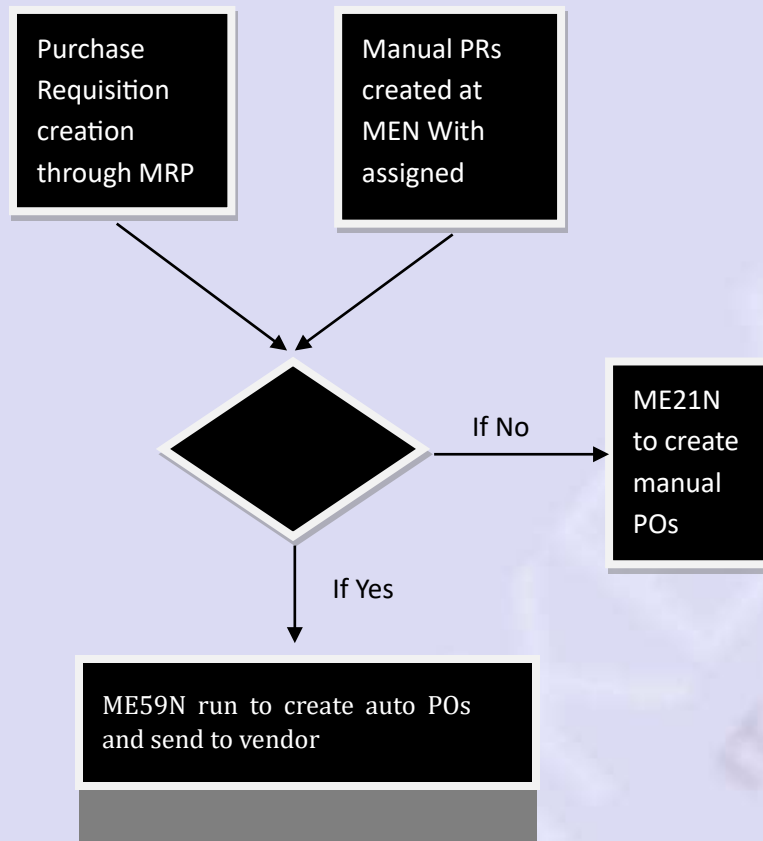 Purchase
Requisition
creation
through MRP
Manual PRs
created at
MEN With
assigned
If No
ME21N
to create
manual
POs
If Yes
ME59N run to create auto POs
and send to vendor